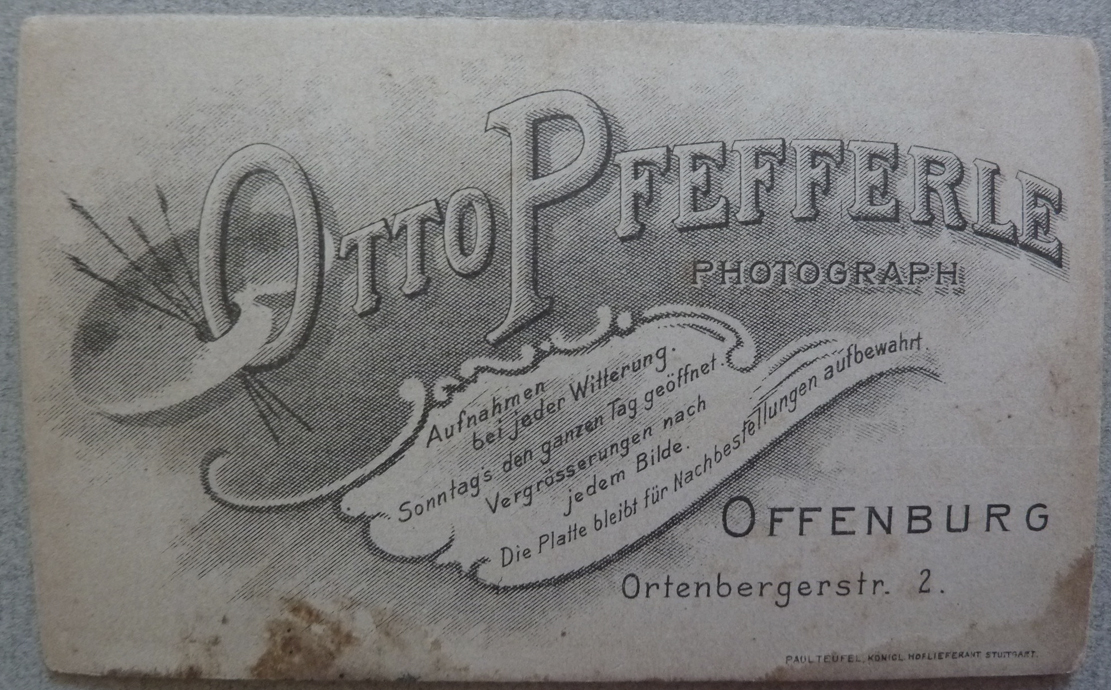 OTTO PFEFFERLE
PHOTOGRAPH
Aufnahmen
bei jeder Witterung.
Sonntag's den ganzen Tag geöffnet.
Vergrösserungen nach
jedem Bilde.
Die Platte bleibt für Nachbestellungen aufbewahrt.
OFFENBURG
Ortenbergerstr. 2.
PAUL TEUFEL, KÖNIGL. HOFLIEFERANT STUTTGART.